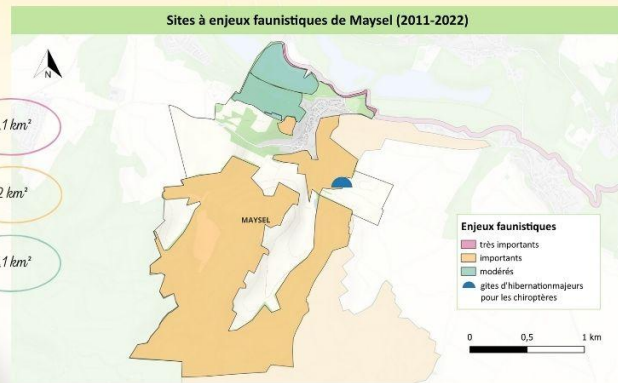 Sites à enjeux faunistiques de Maysel (2011-2022)
N
,1 km²
2 km²
,1 km²
MAYSEL
Enjeux faunistiques
très importants
importants
modérés
gites d'hibernationmajeurs
pour les chiroptères
0 0,5 1 km